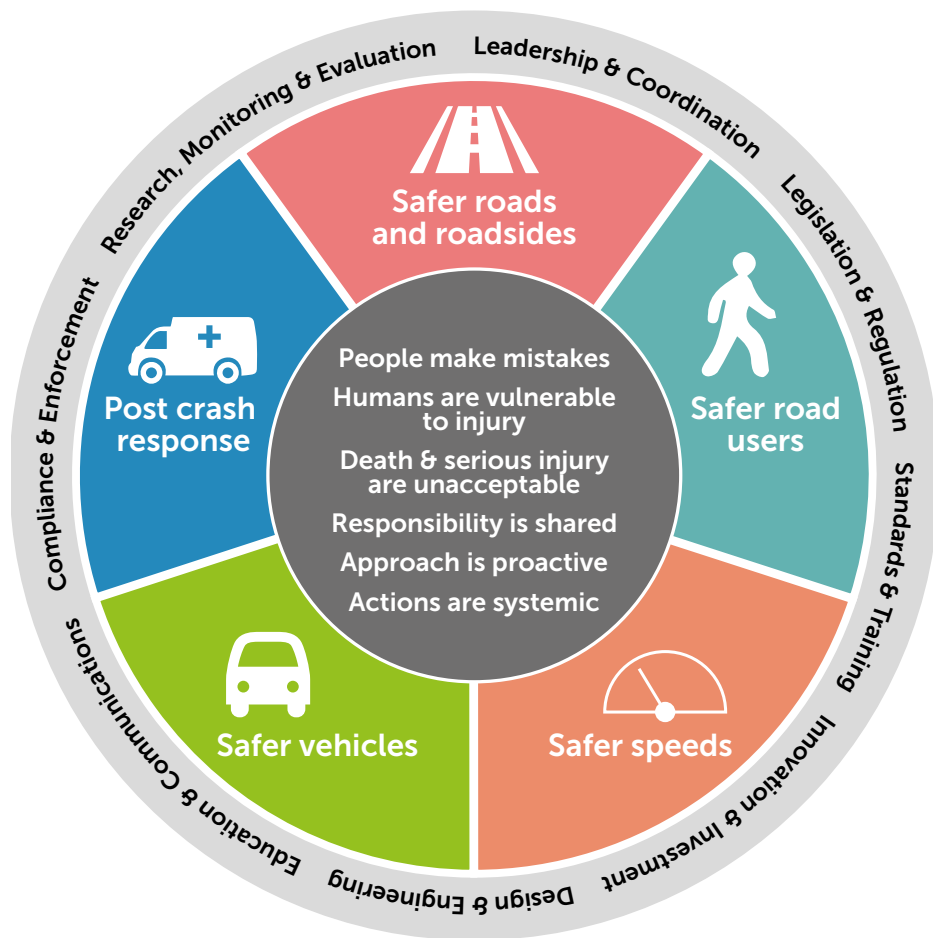 Leadership & Coordination
Legislation & Regulation
Standards & Training
Innovation & Investment
Design & Engineering
Education & Communications
Compliance & Enforcement
Research, Monitoring & Evaluation
Safer roads
and roadsides
Safer road
users
Safer speeds
Safer vehicles
Post crash
response
People make mistakes
Humans are vulnerable
to injury
Death & serious injury
are unacceptable
Responsibility is shared
Approach is proactive
Actions are systemic